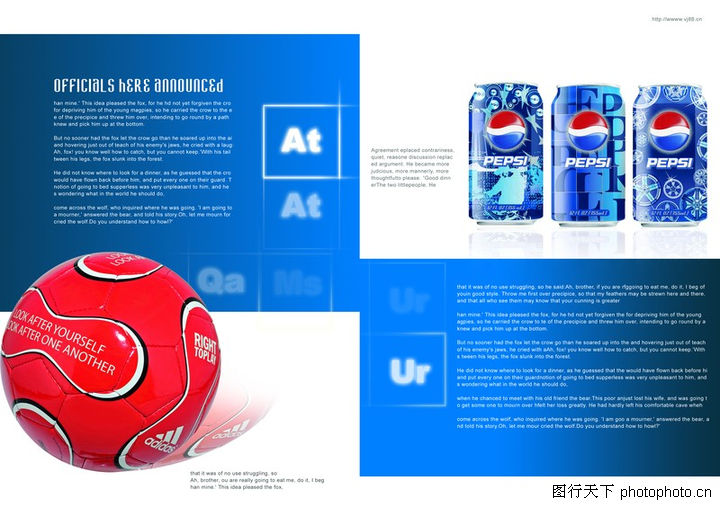 http://wwww.vj88.cn
OFFICIALS hERE ANNOUNCEd
han mine.' This idea pleased the fox, for he hd not yet forgiven the cro
for depriving him of the young magpies, so he carried the crow to the e
e of the precipice and threw him over, intending to go round by a path
knew and pick him up at the bottom.
But no sooner had the fox let the crow go than he soared up into the ai
and hovering just out of teach of his enemy's jaws, he cried with a laug
Ah, fox! you know well how to catch, but you cannot keep.'With his tail
tween his legs, the fox slunk into the forest.
He did not know where to look for a dinner, as he guessed that the cro
would have flown back before him, and put every one on their guard. T
notion of going to bed supperless was very unpleasant to him, and he
s wondering what in the world he should do,
come across the wolf, who inquired where he was going. 'I am going to
a mourner,' answered the bear, and told his story.Oh, let me mourn for
cried the wolf.Do you understand how to howl?'
At
At
Qa
Ms
Agreement eplaced contrariness,
quiet, reasone discussion replac
ed argument. He became more
judicious, more mannerly, more
thoughtfulto please. 'Good dinn
erThe two littlepeople. He
PEPSI
PEPSI
PEPSI
12 FL OZ (355mL)
12 FL OZ (355mL)
12 FL OZ (355mL)
Ur
Ur
that it was of no use struggling, so he said:Ah, brother, if you are rfggoing to eat me, do it, I beg of
youin good style. Throw me first over precipice, so that my feathers may be strewn here and there.
and that all who see them may know that your cunning is greater
han mine.' This idea pleased the fox, for he hd not yet forgiven the for depriving him of the young
agpies, so he carried the crow to te of the precipice and threw him over, intending to go round by a
knew and pick him up at the bottom.
But no sooner had the fox let the crow go than he soared up into the and hovering just out of teach
of his enemy's jaws, he cried with aAh, fox! you know well how to catch, but you cannot keep.'With
s tween his legs, the fox slunk into the forest.
He did not know where to look for a dinner, as he guessed that the would have flown back before hi
and put every one on their guardnotion of going to bed supperless was very unpleasant to him, and
s wondering what in the world he should do,
when he chanced to meet with his old friend the bear.This poor anjust lost his wife, and was going t
o get some one to mourn over hfelt her loss greatly. He had hardly left his comfortable cave wheh
come across the wolf, who inquired where he was going. 'I am goo a mourner,' answered the bear, a
nd told his story.Oh, let me mour cried the wolf.Do you understand how to howl?'
LOOK AFTER YOURSELF
LOOK AFTER ONE ANOTHER
RIGHT
TOPLAY
adidas
that it was of no use struggling, so
Ah, brother, ou are really going to eat me, do it, I beg
han mine.' This idea pleased the fox,
图行天下 photophoto.cn